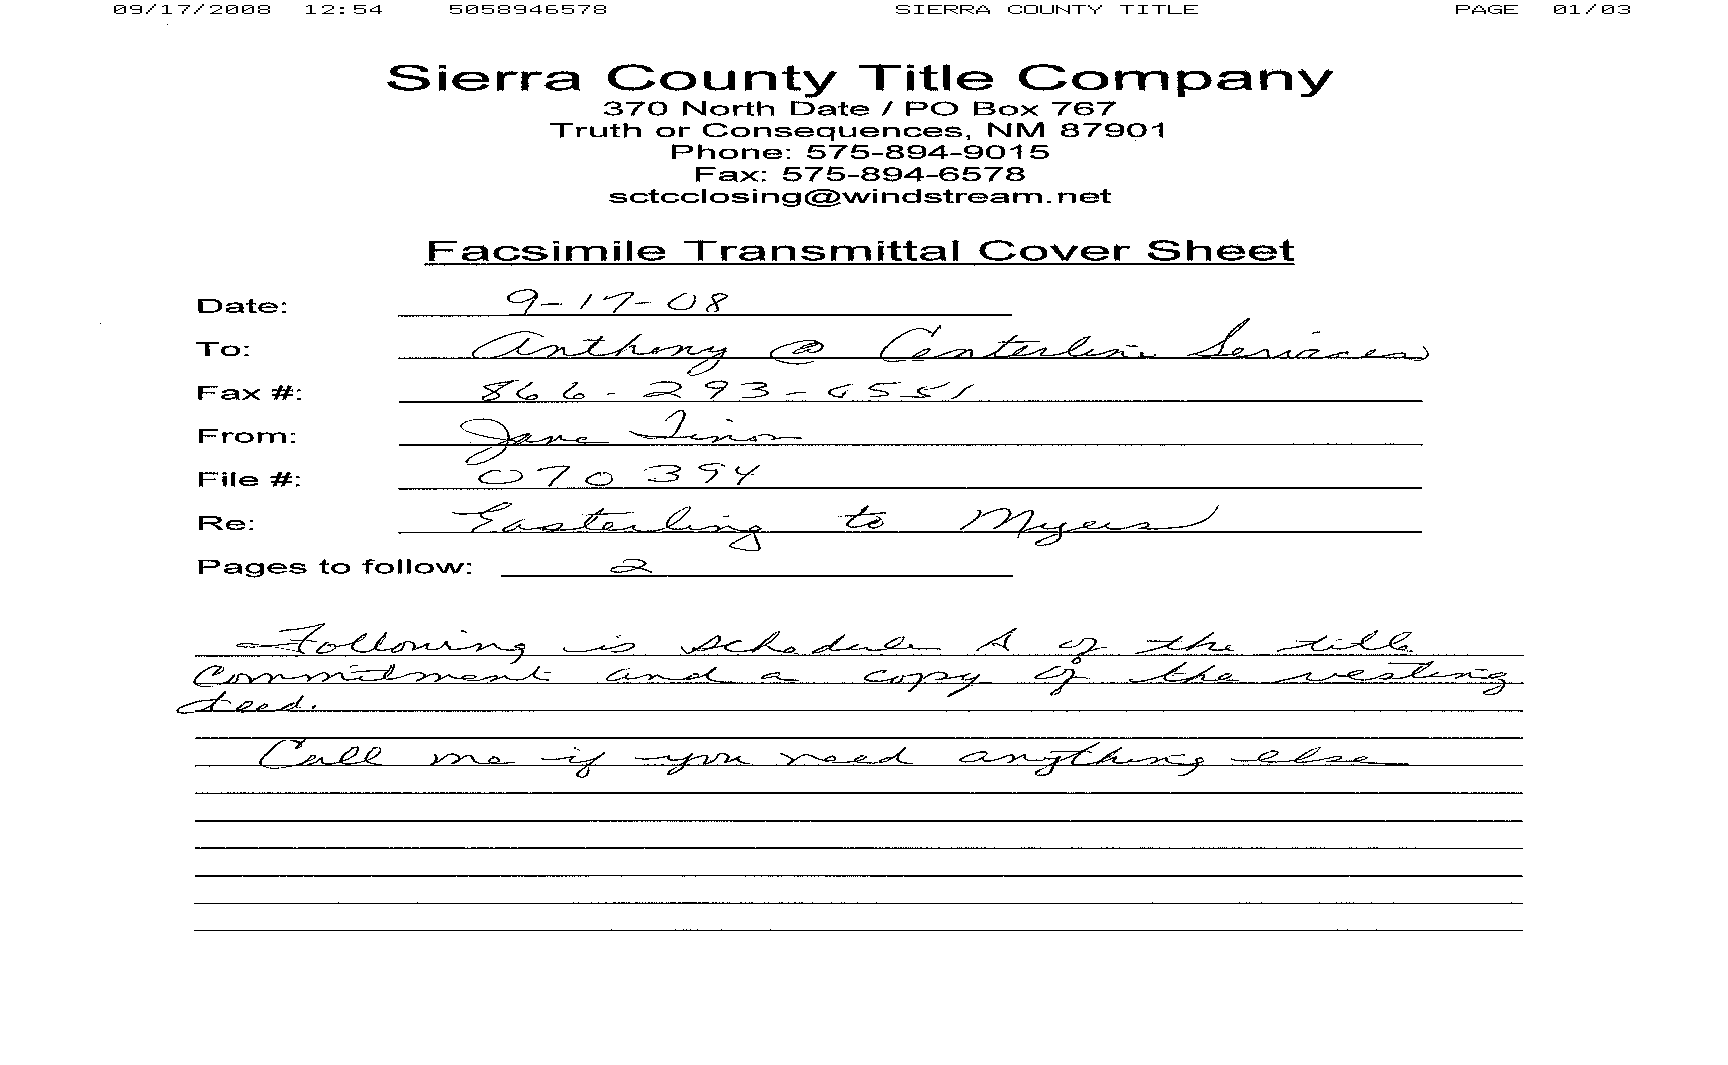 09/17/2008 12:54 5058946578 SIERRA COUNTY TITLE PAGE 01/03
Sierra County Title Company
370 North Date / PO Box 767
Truth or Consequences, NM 87901
Phone: 575-894-9015
Fax: 575-894-6578
sctcclosing@windstream.net
Facsimile Transmittal Cover Sheet
Date: 9-17-08
To: Anthony @ Centerline Services
Fax #: 866-293-6551
From: Jane
File #: 070394
Re: Easterling to Myers
Pages to follow: 2
Following is schedule A of the title
commitment and a copy of the vesting
deed.
Call me if you need anything else